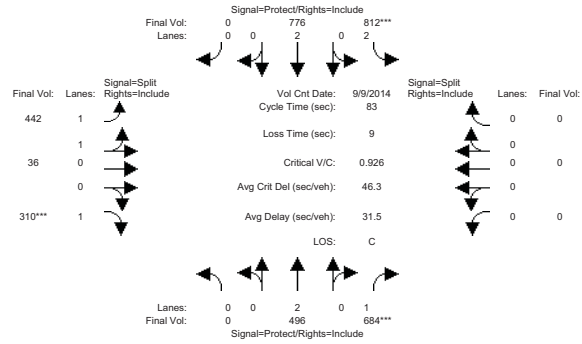 Signal=Protect/Rights=Include
Final Vol: 0 776 812***
Lanes: 0 0 2 0 2
Signal=Split
Final Vol: Lanes: Rights=Include
Vol Cnt Date: 9/9/2014
Signal=Split
Rights=Include Lanes: Final Vol:
Cycle Time (sec): 83
442 1 0 0
Loss Time (sec): 9
1 0
36 0 Critical V/C: 0.926 0 0
0 Avg Crit Del (sec/veh): 46.3 0
310*** 1 Avg Delay (sec/veh): 31.5 0 0
LOS: C
Lanes: 0 0 2 0 1
Final Vol: 0 496 684***
Signal=Protect/Rights=Include